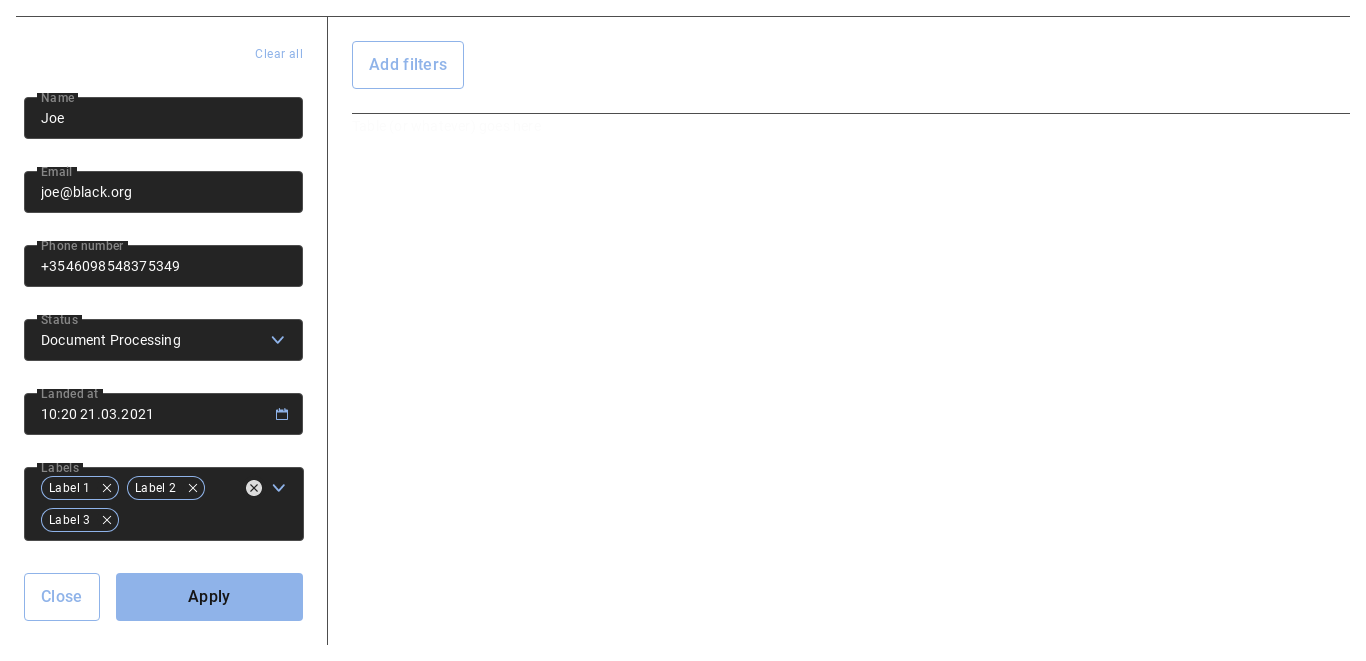 Clear all
Name
Joe
Email
joe@black.org
Phone number
+3546098548375349
Status
Document Processing
Landed at
10:20 21.03.2021
Labels
Label 1
Label 2
Label 3
Close
Apply
Add filters